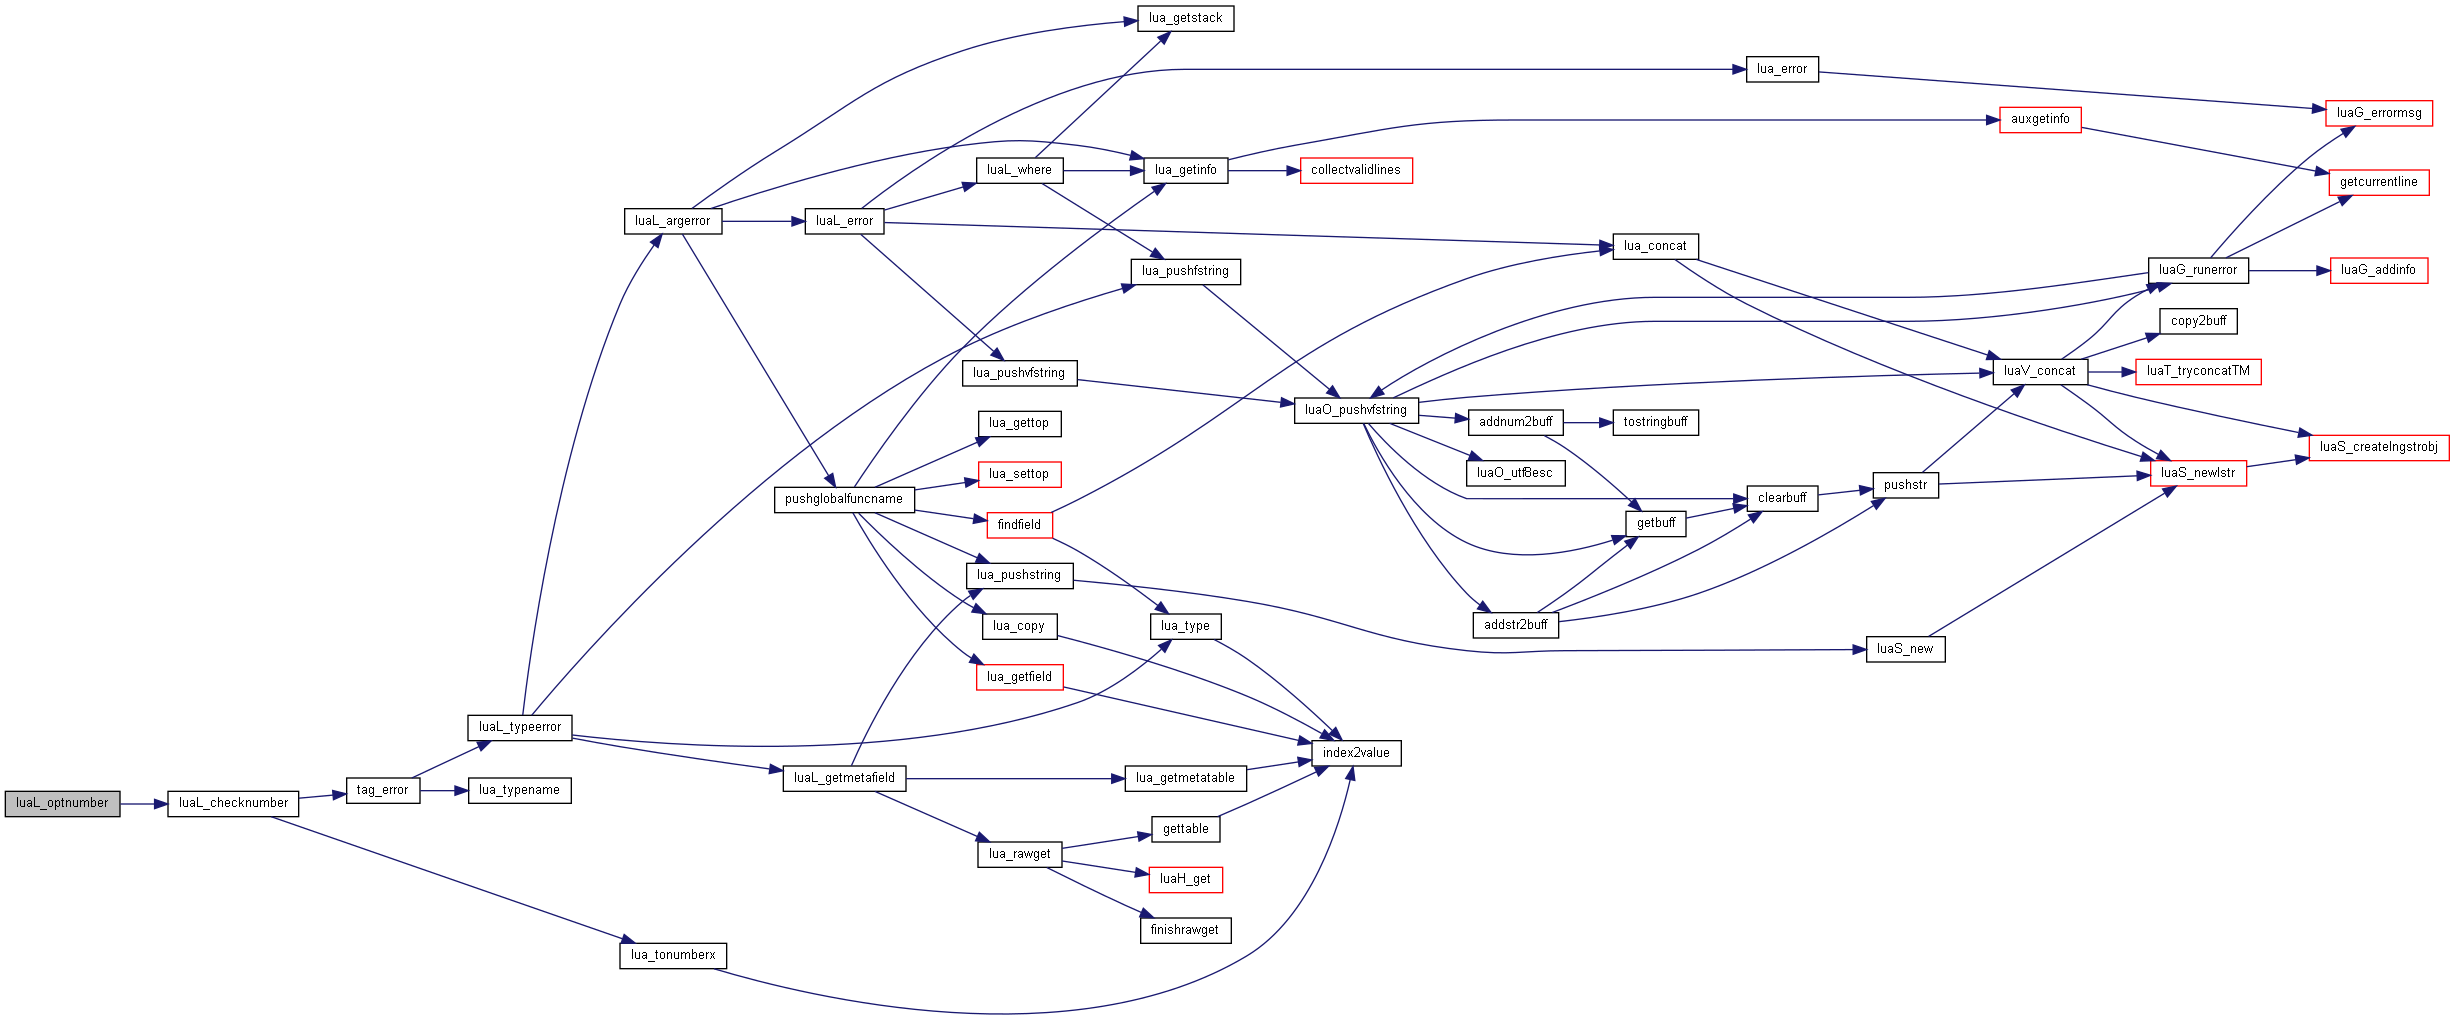 lua_getstack
lua_error
luaG_errormsg
auxgetinfo
luaL_where
lua_getinfo
collectvalidlines
getcurrentline
luaL_argerror
luaL_error
lua_concat
lua_pushfstring
luaG_runerror
luaG_addinfo
copy2buff
lua_pushvfstring
luaV_concat
luaT_tryconcatTM
luaO_pushvfstring
lua_gettop
addnum2buff
tostringbuff
luaS_createlngstrobj
lua_settop
luaO_utf8esc
luaS_newlstr
pushglobalfuncname
clearbuff
pushstr
findfield
getbuff
lua_pushstring
lua_copy
lua_type
addstr2buff
luaS_new
lua_getfield
luaL_typeerror
index2value
luaL_getmetafield
lua_getmetatable
tag_error
lua_typename
luaL_optnumber
luaL_checknumber
gettable
lua_rawget
luaH_get
finishrawget
lua_tonumberx